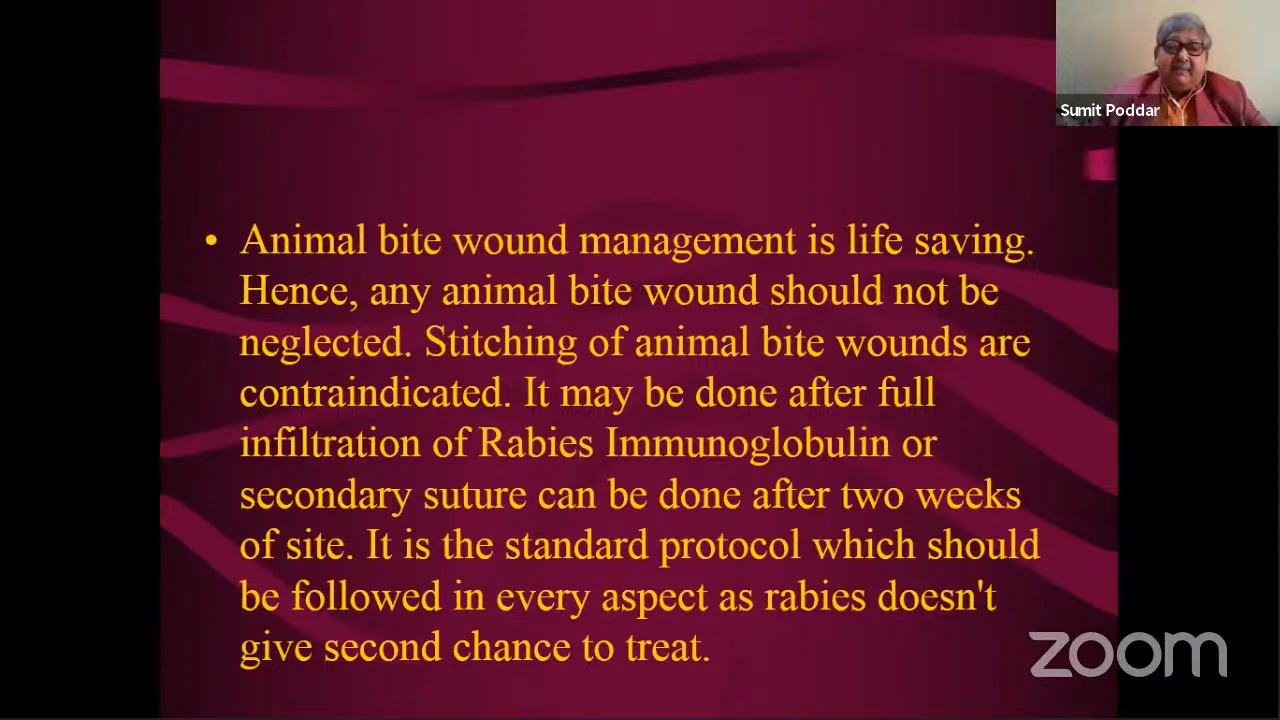 Sumit Poddar
• Animal bite wound management is life saving.
Hence, any animal bite wound should not be
neglected. Stitching of animal bite wounds are
contraindicated. It may be done after full
infiltration of Rabies Immunoglobulin or
secondary suture can be done after two weeks
of site. It is the standard protocol which should
be followed in every aspect as rabies doesn't
give second chance to treat.
zoom